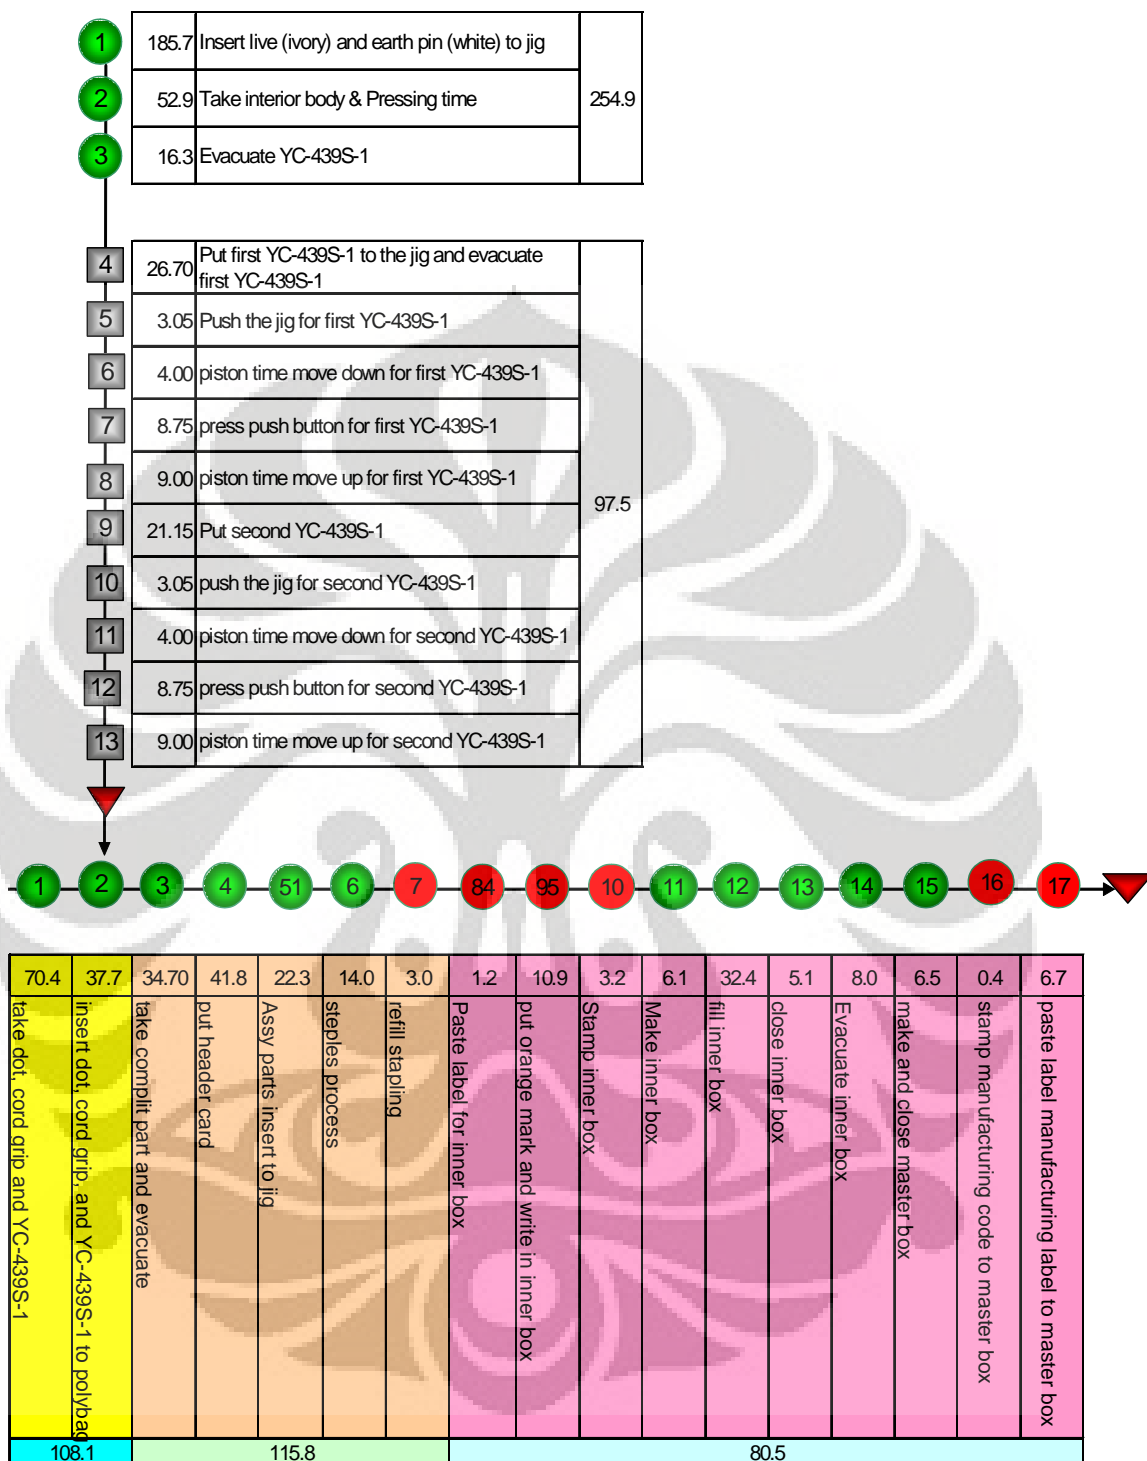 1 185.7 Insert live (ivory) and earth pin (white) to jig
2 52.9 Take interior body & Pressing time 254.9
3 16.3 Evacuate YC-439S-1
4 26.70 Put first YC-439S-1 to the jig and evacuate
first YC-439S-1
5 3.05 Push the jig for first YC-439S-1
6 4.00 piston time move down for first YC-439S-1
7 8.75 press push button for first YC-439S-1
8 9.00 piston time move up for first YC-439S-1
97.5
9 21.15 Put second YC-439S-1
10 3.05 push the jig for second YC-439S-1
11 4.00 piston time move down for second YC-439S-1
12 8.75 press push button for second YC-439S-1
13 9.00 piston time move up for second YC-439S-1
1 2 3 4 51 6 7 84 95 10 11 12 13 14 15 16 17
70.4 37.7 34.70 41.8 22.3 14.0 3.0 1.2 10.9 3.2 6.1 32.4 5.1 8.0 6.5 0.4 6.7
take dot, cord grip and YC-439S-1
insert dot, cord grip, and YC-439S-1 to polybag
take complit part and evacuate
put header card
Assy parts insert to jig
steples process
refill stapling
Paste label for inner box
put orange mark and write in inner box
Stamp inner box
Make inner box
fill inner box
close inner box
Evacuate inner box
make and close master box
stamp manufacturing code to master box
paste label manufacturing label to master box
108.1 115.8 80.5